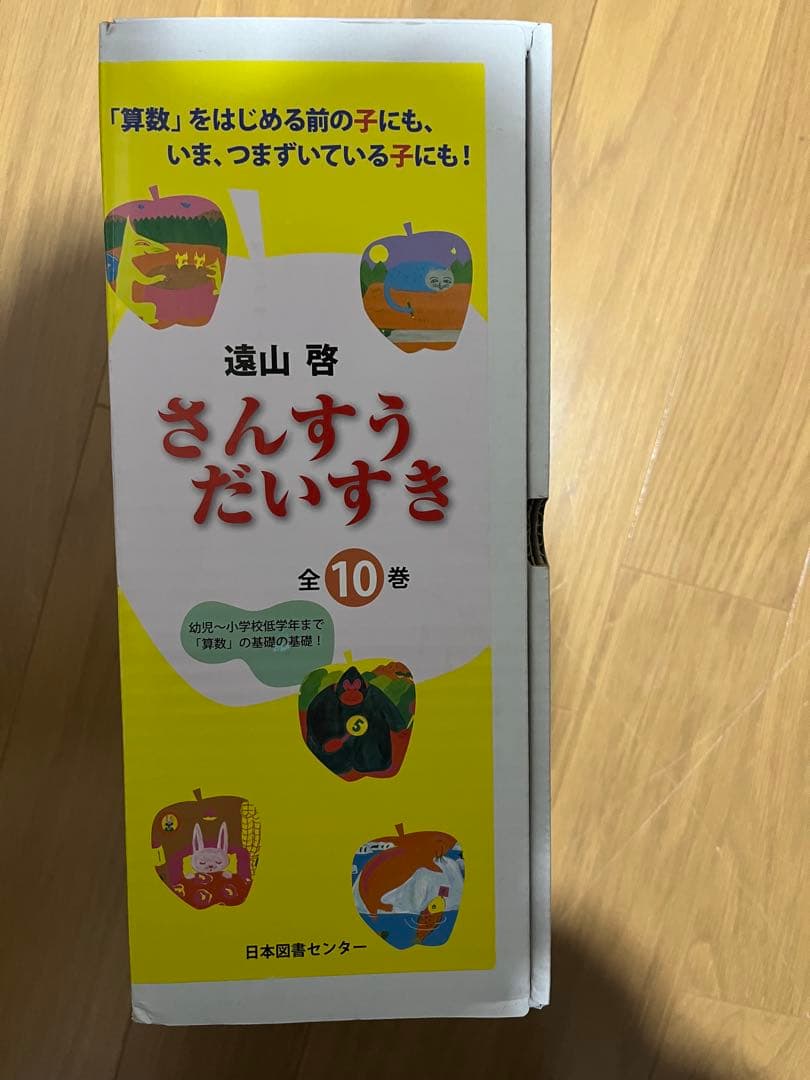 「算数」をはじめる前の子にも、
いま、つまずいている子にも！
遠山 啓
さんすう
だいすき
全10巻
幼児～小学校低学年まで
「算数」の基礎の基礎！
5
日本図書センター